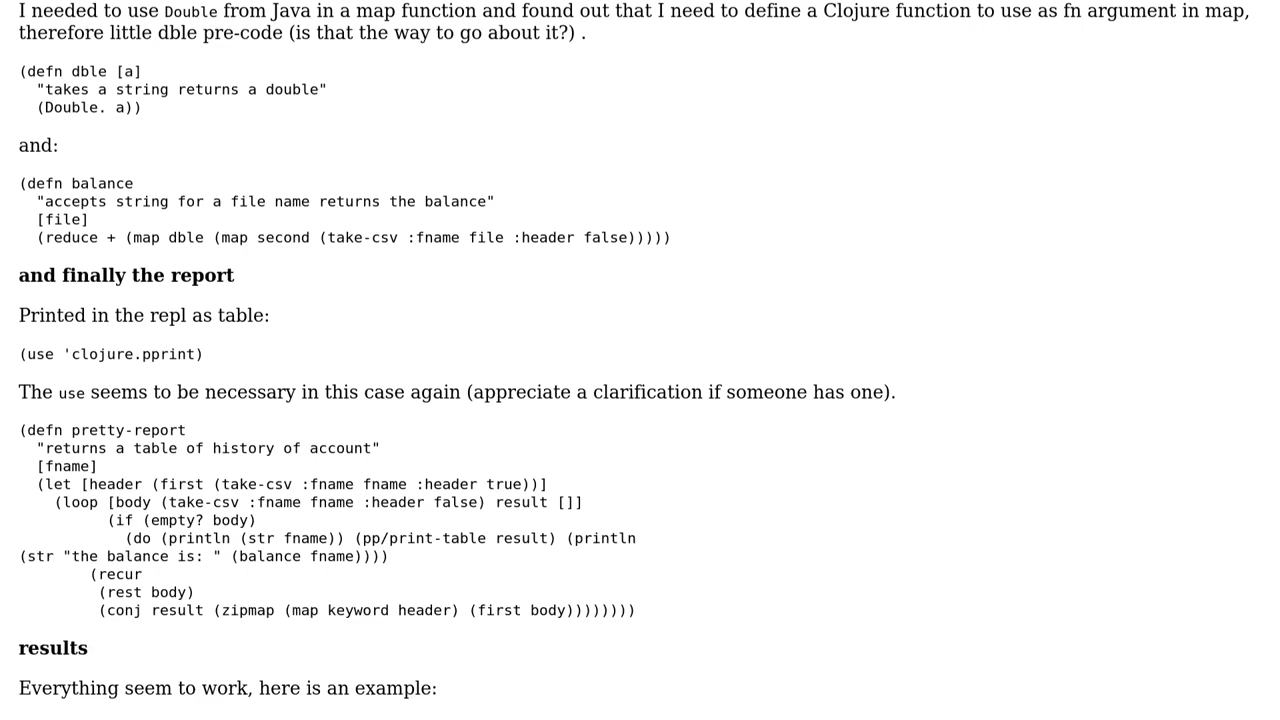 I needed to use Double from Java in a map function and found out that I need to define a Clojure function to use as fn argument in map,
therefore little dble pre-code (is that the way to go about it?) .
(defn dble [a]
  "takes a string returns a double"
  (Double. a))
and:
(defn balance
  "accepts string for a file name returns the balance"
  [file]
  (reduce + (map dble (map second (take-csv :fname file :header false)))))
and finally the report
Printed in the repl as table:
(use 'clojure.pprint)
The use seems to be necessary in this case again (appreciate a clarification if someone has one).
(defn pretty-report
  "returns a table of history of account"
  [fname]
  (let [header (first (take-csv :fname fname :header true))]
    (loop [body (take-csv :fname fname :header false) result []]
          (if (empty? body)
            (do (println (str fname)) (pp/print-table result) (println
(str "the balance is: " (balance fname))))
        (recur
         (rest body)
         (conj result (zipmap (map keyword header) (first body))))))))
results
Everything seem to work, here is an example: